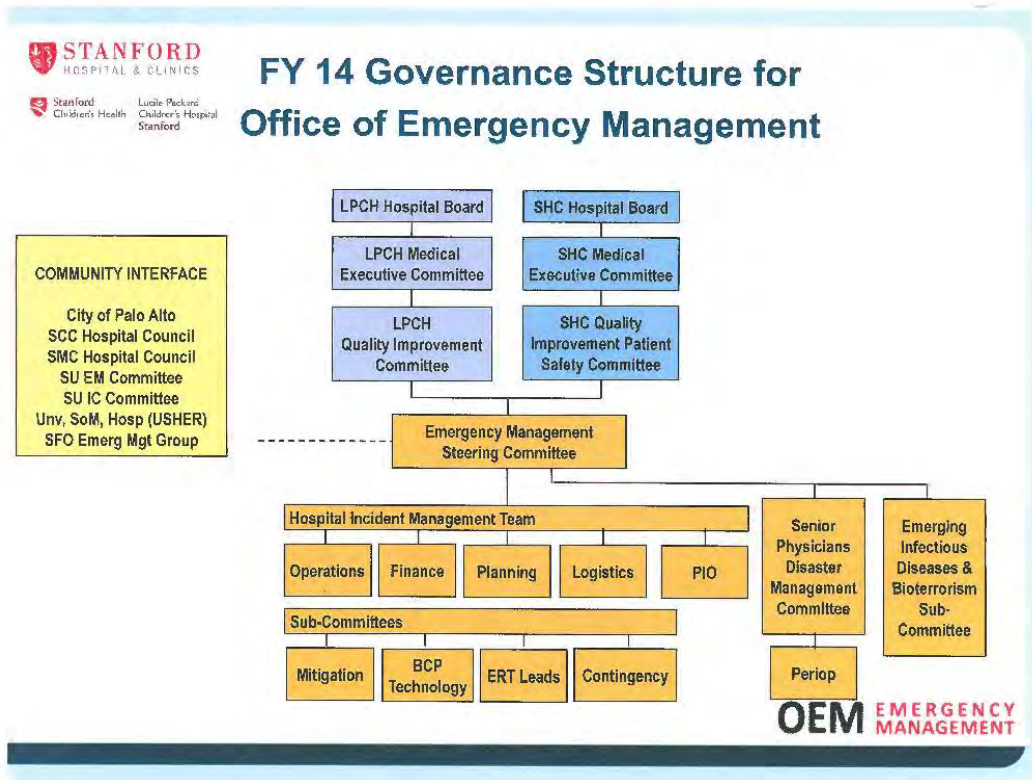 STANFORD
HOSPITAL & CLINICS
Stanford
Children's Health
Lucile Packard
Children's Hospital
Stanford
FY 14 Governance Structure for
Office of Emergency Management
LPCH Hospital Board
SHC Hospital Board
LPCH Medical
Executive Committee
SHC Medical
Executive Committee
LPCH
Quality Improvement
Committee
SHC Quality
Improvement Patient
Safety Committee
COMMUNITY INTERFACE
City of Palo Alto
SCC Hospital Council
SMC Hospital Council
SU EM Committee
SU IC Committee
Unv, SoM, Hosp (USHER)
SFO Emerg Mgt Group
Emergency Management
Steering Committee
Hospital Incident Management Team
Operations
Finance
Planning
Logistics
PIO
Sub-Committees
Mitigation
BCP
Technology
ERT Leads
Contingency
Senior
Physicians
Disaster
Management
Committee
Periop
Emerging
Infectious
Diseases &
Bioterrorism
Sub-
Committee
OEM
EMERGENCY
MANAGEMENT